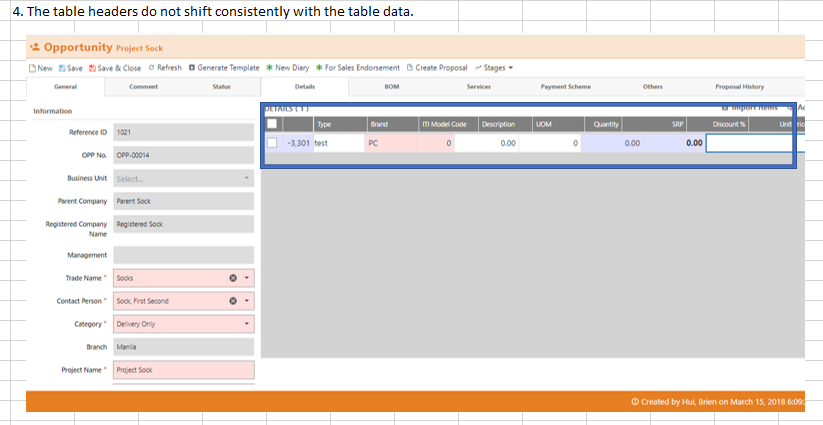 4. The table headers do not shift consistently with the table data.
Opportunity Project Sock
New Save Save & Close Refresh Generate Template New Diary For Sales Endorsement Create Proposal Stages
General Comment Status Details BOM Services Payment Scheme Others Proposal History
Information
DETAILS ( 1 ) Import Items
Type Brand ITI Model Code Description UOM Quantity SRP Discount %
-3,301 test PC 0 0.00 0 0.00 0.00
Reference ID 1021
OPP No. OPP-00014
Business Unit Select...
Parent Company Parent Sock
Registered Company Name Registered Sock
Management
Trade Name * Socks
Contact Person * Sock, First Second
Category * Delivery Only
Branch Manila
Project Name * Project Sock
Created by Hui, Brien on March 15, 2018 6:09: